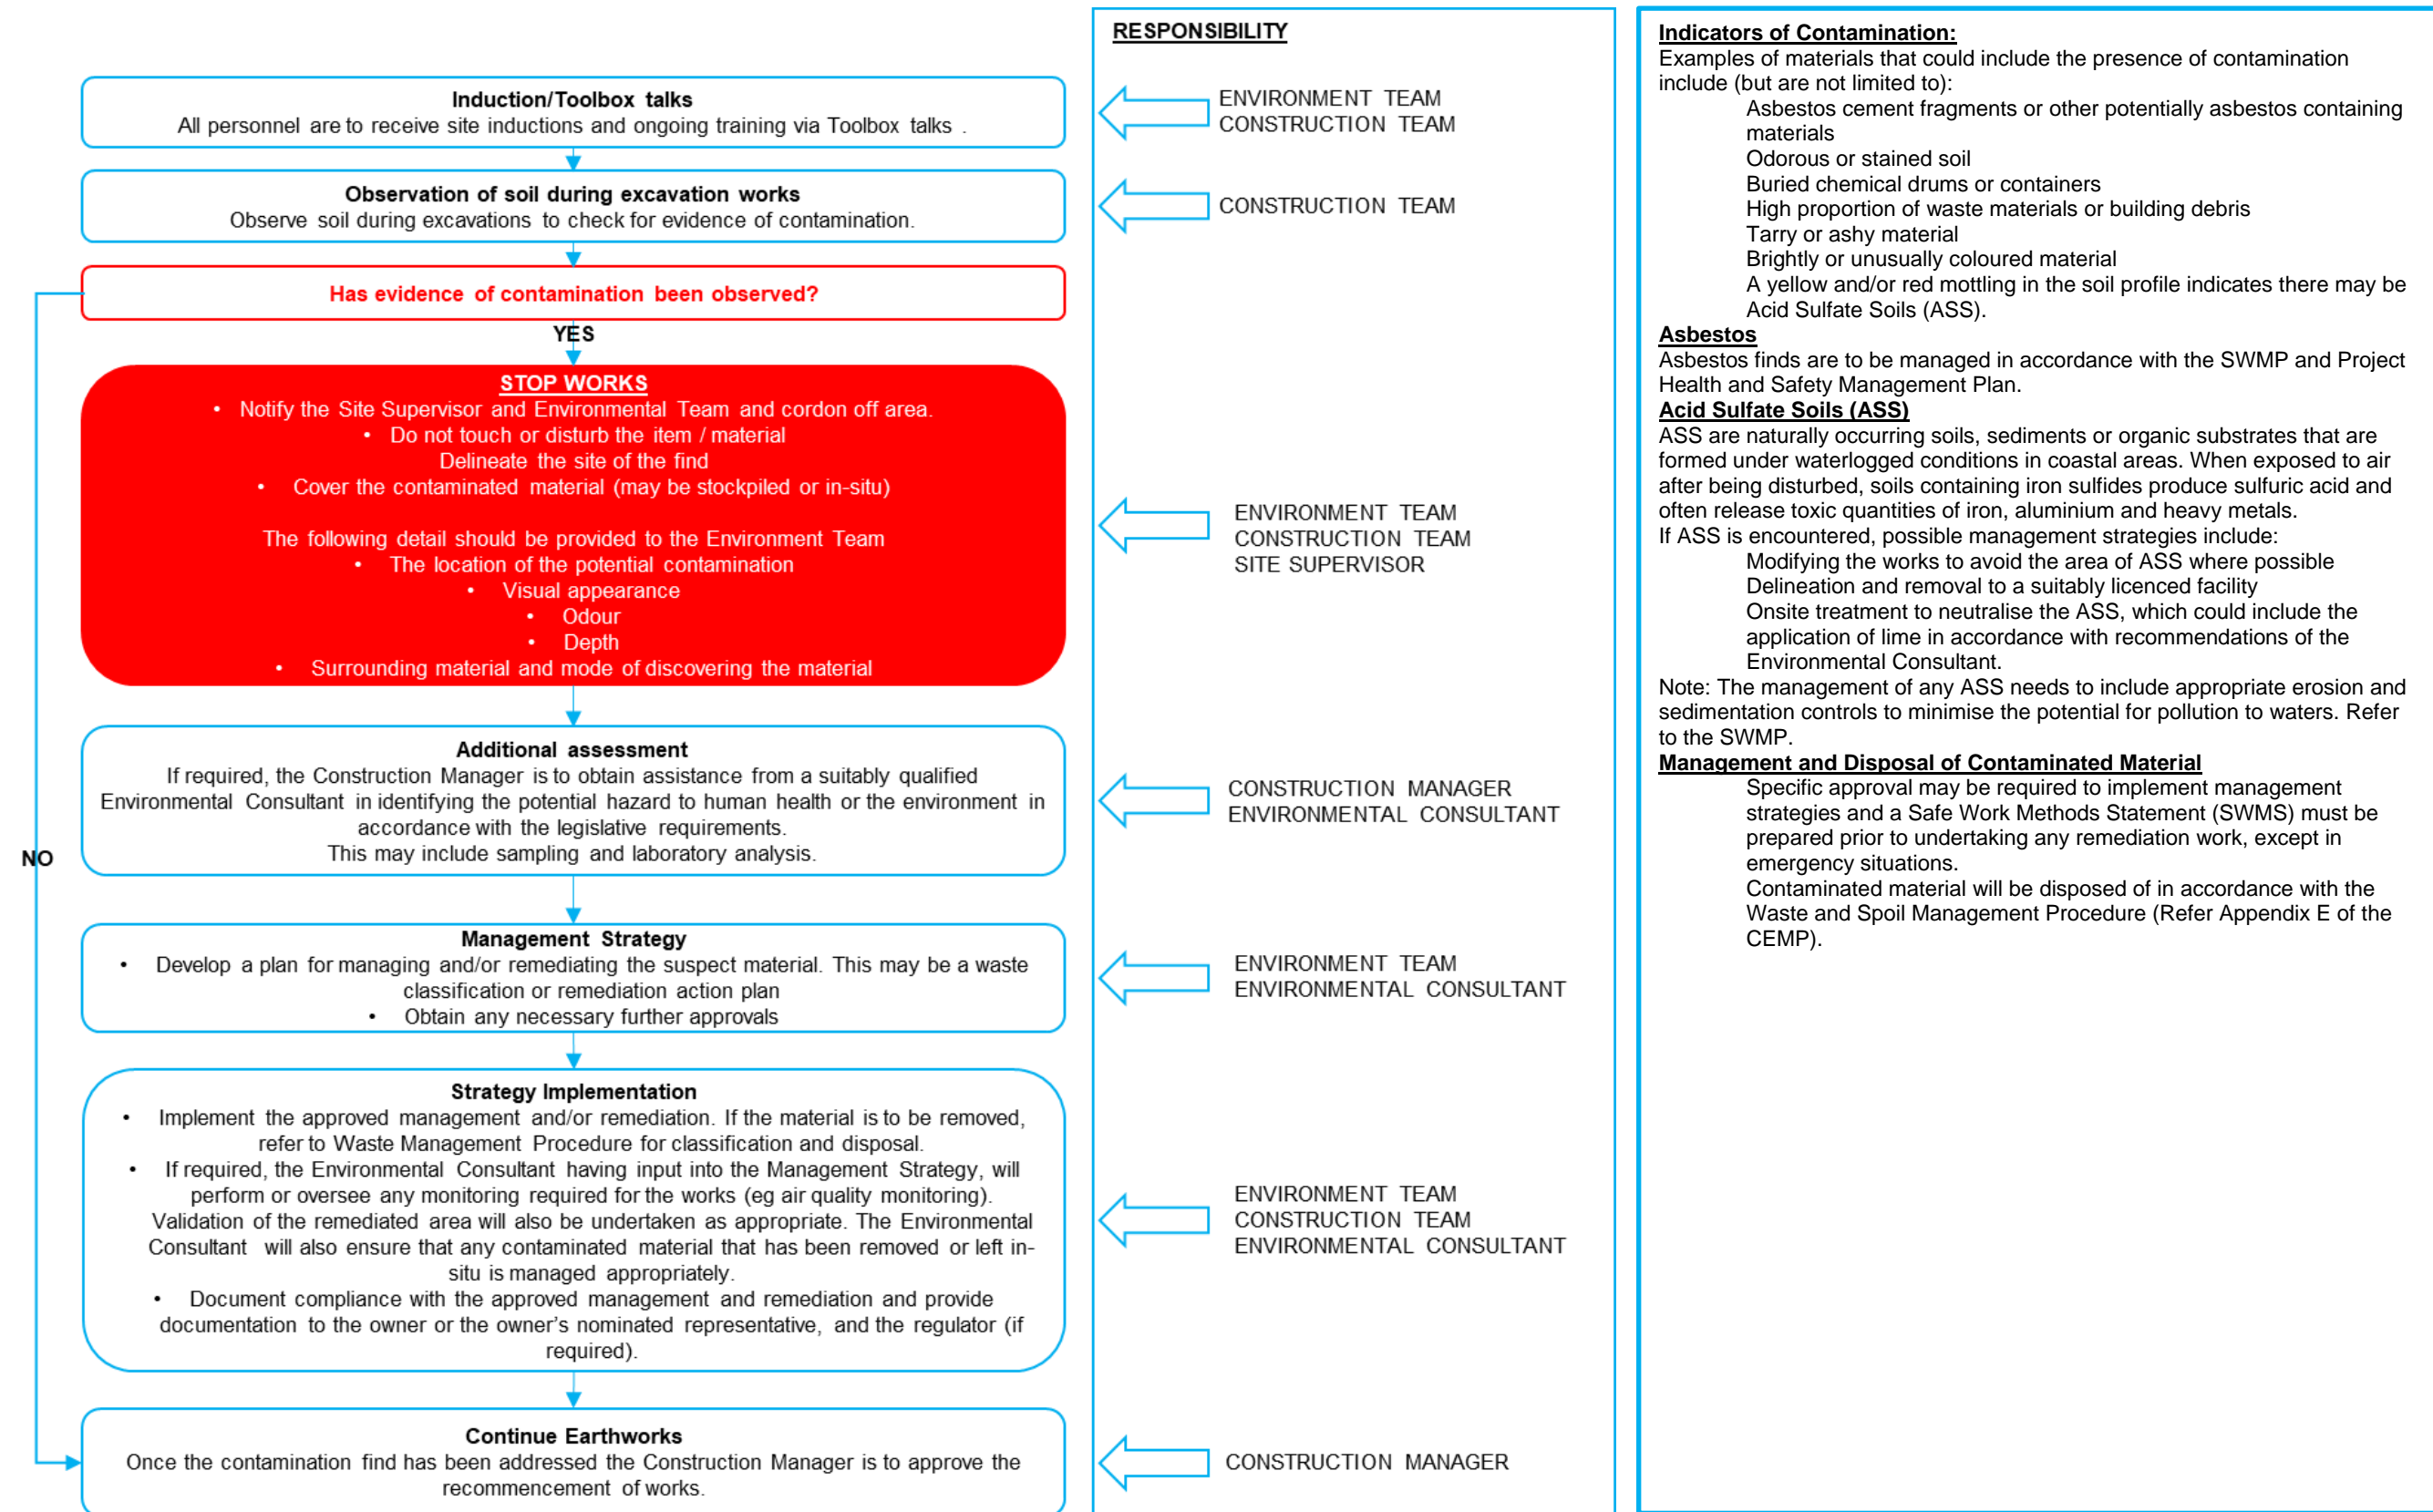 Induction/Toolbox talks
All personnel are to receive site inductions and ongoing training via Toolbox talks .
Observation of soil during excavation works
Observe soil during excavations to check for evidence of contamination.
Has evidence of contamination been observed?
YES
STOP WORKS
• Notify the Site Supervisor and Environmental Team and cordon off area.
• Do not touch or disturb the item / material
Delineate the site of the find
• Cover the contaminated material (may be stockpiled or in-situ)
The following detail should be provided to the Environment Team
• The location of the potential contamination
• Visual appearance
• Odour
• Depth
• Surrounding material and mode of discovering the material
Additional assessment
If required, the Construction Manager is to obtain assistance from a suitably qualified
Environmental Consultant in identifying the potential hazard to human health or the environment in
accordance with the legislative requirements.
This may include sampling and laboratory analysis.
NO
Management Strategy
• Develop a plan for managing and/or remediating the suspect material. This may be a waste
classification or remediation action plan
• Obtain any necessary further approvals
Strategy Implementation
• Implement the approved management and/or remediation. If the material is to be removed,
refer to Waste Management Procedure for classification and disposal.
• If required, the Environmental Consultant having input into the Management Strategy, will
perform or oversee any monitoring required for the works (eg air quality monitoring).
Validation of the remediated area will also be undertaken as appropriate. The Environmental
Consultant will also ensure that any contaminated material that has been removed or left in-
situ is managed appropriately.
• Document compliance with the approved management and remediation and provide
documentation to the owner or the owner's nominated representative, and the regulator (if
required).
Continue Earthworks
Once the contamination find has been addressed the Construction Manager is to approve the
recommencement of works.
RESPONSIBILITY
ENVIRONMENT TEAM
CONSTRUCTION TEAM
CONSTRUCTION TEAM
ENVIRONMENT TEAM
CONSTRUCTION TEAM
SITE SUPERVISOR
CONSTRUCTION MANAGER
ENVIRONMENTAL CONSULTANT
ENVIRONMENT TEAM
ENVIRONMENTAL CONSULTANT
ENVIRONMENT TEAM
CONSTRUCTION TEAM
ENVIRONMENTAL CONSULTANT
CONSTRUCTION MANAGER
Indicators of Contamination:
Examples of materials that could include the presence of contamination
include (but are not limited to):
Asbestos cement fragments or other potentially asbestos containing
materials
Odorous or stained soil
Buried chemical drums or containers
High proportion of waste materials or building debris
Tarry or ashy material
Brightly or unusually coloured material
A yellow and/or red mottling in the soil profile indicates there may be
Acid Sulfate Soils (ASS).
Asbestos
Asbestos finds are to be managed in accordance with the SWMP and Project
Health and Safety Management Plan.
Acid Sulfate Soils (ASS)
ASS are naturally occurring soils, sediments or organic substrates that are
formed under waterlogged conditions in coastal areas. When exposed to air
after being disturbed, soils containing iron sulfides produce sulfuric acid and
often release toxic quantities of iron, aluminium and heavy metals.
If ASS is encountered, possible management strategies include:
Modifying the works to avoid the area of ASS where possible
Delineation and removal to a suitably licenced facility
Onsite treatment to neutralise the ASS, which could include the
application of lime in accordance with recommendations of the
Environmental Consultant.
Note: The management of any ASS needs to include appropriate erosion and
sedimentation controls to minimise the potential for pollution to waters. Refer
to the SWMP.
Management and Disposal of Contaminated Material
Specific approval may be required to implement management
strategies and a Safe Work Methods Statement (SWMS) must be
prepared prior to undertaking any remediation work, except in
emergency situations.
Contaminated material will be disposed of in accordance with the
Waste and Spoil Management Procedure (Refer Appendix E of the
CEMP).